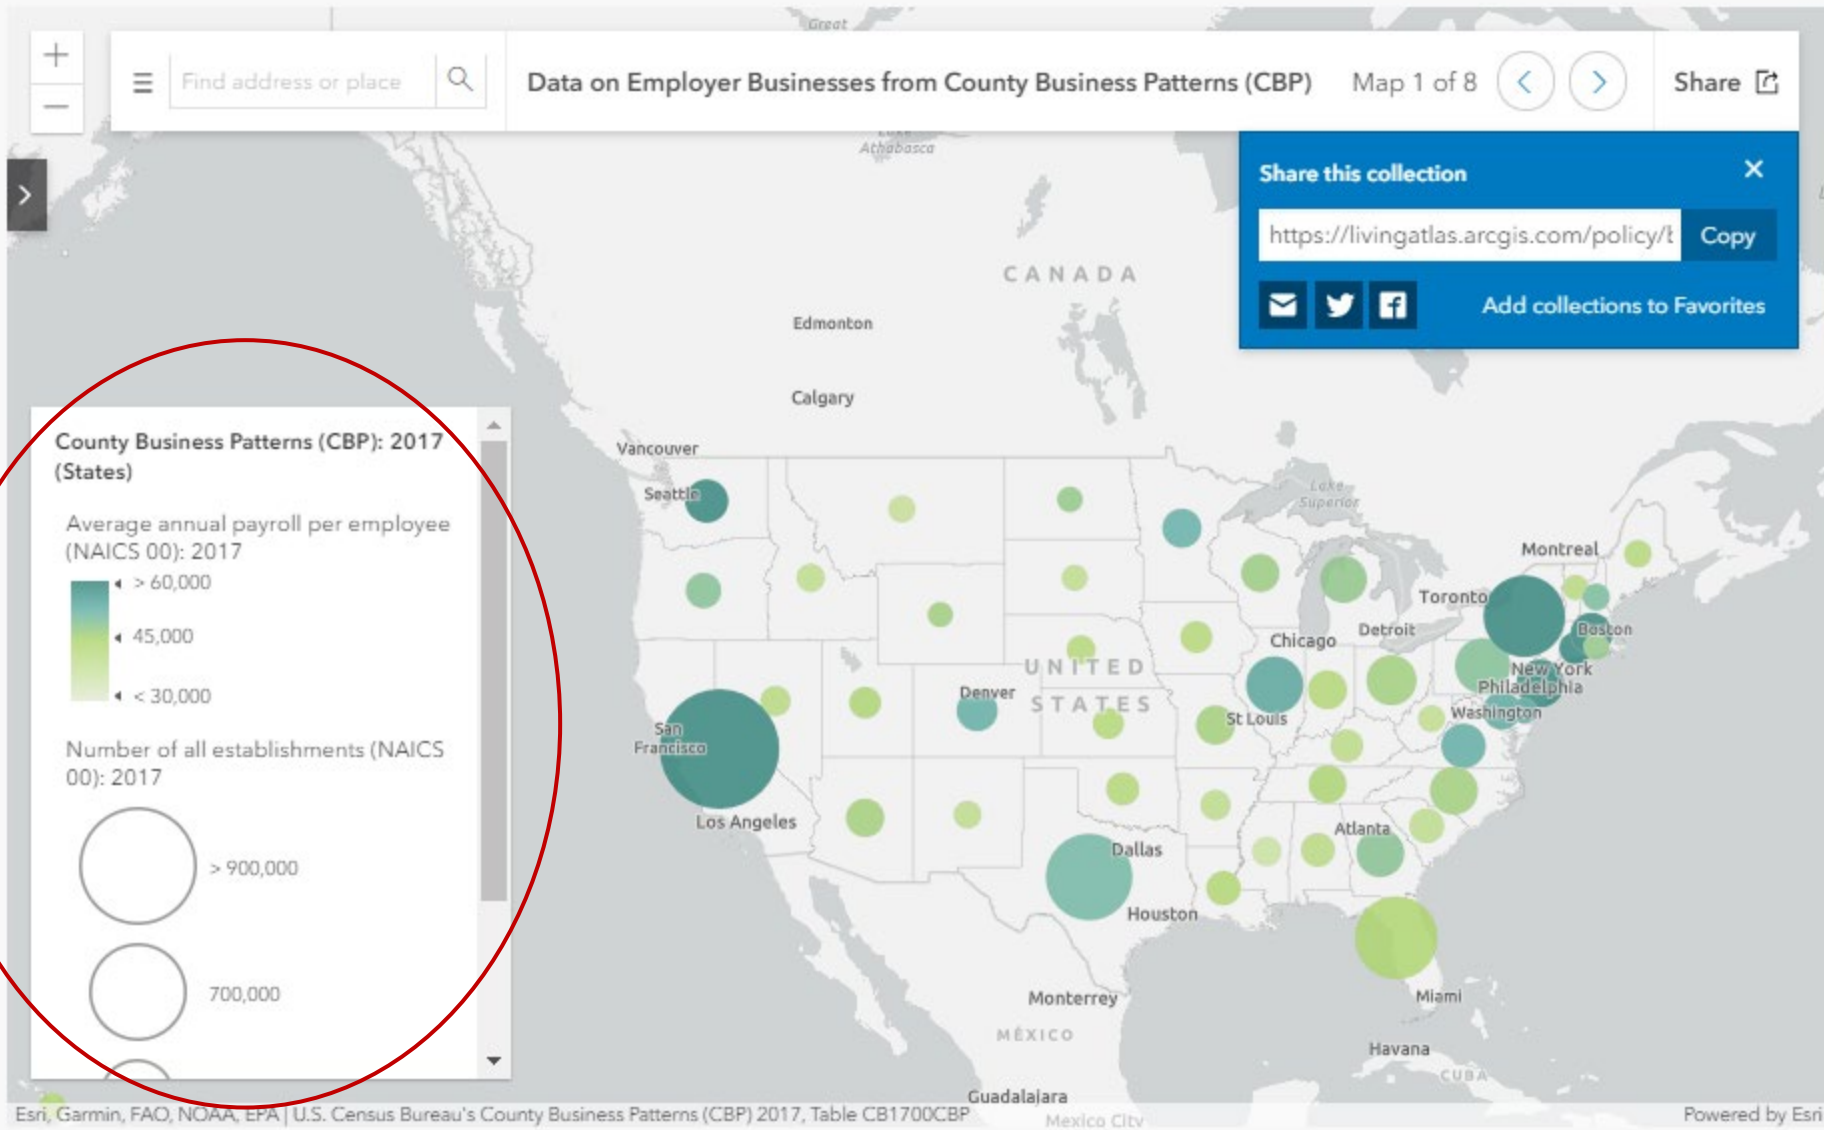 Great
+
−
Find address or place
Data on Employer Businesses from County Business Patterns (CBP)
Map 1 of 8
Share
Athabasca
Share this collection
https://livingatlas.arcgis.com/policy/
Copy
Add collections to Favorites
CANADA
Edmonton
Calgary
Vancouver
Seattle
Lake
Superior
Montreal
Toronto
Boston
Chicago
Detroit
New York
Philadelphia
UNITED
STATES
Denver
St Louis
Washington
San
Francisco
Los Angeles
Atlanta
Dallas
Houston
Monterrey
Miami
MÉXICO
Havana
CUBA
Guadalajara
Mexico City
County Business Patterns (CBP): 2017
(States)
Average annual payroll per employee
(NAICS 00): 2017
> 60,000
45,000
< 30,000
Number of all establishments (NAICS
00): 2017
> 900,000
700,000
Esri, Garmin, FAO, NOAA, EPA | U.S. Census Bureau's County Business Patterns (CBP) 2017, Table CB1700CBP
Powered by Esri